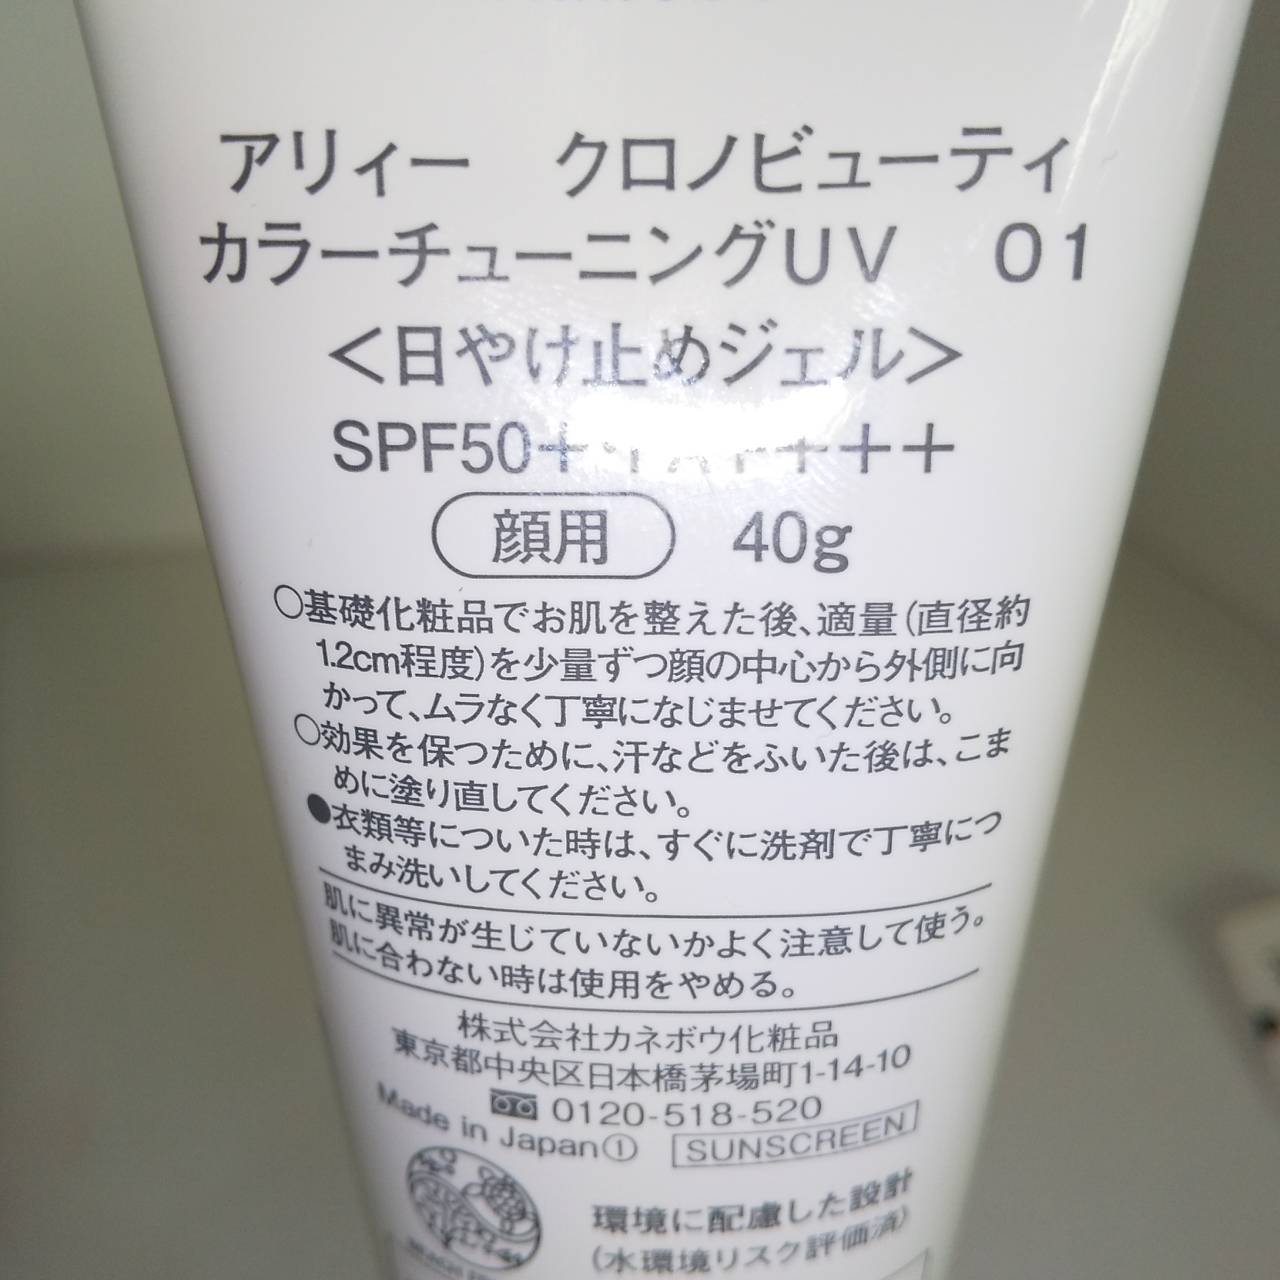 アリィー　クロノビューティ
カラーチューニングUV　01
＜日やけ止めジェル＞
SPF50+ +++
顔用 40g
○基礎化粧品でお肌を整えた後、適量(直径約
1.2cm程度)を少量ずつ顔の中心から外側に向
かって、ムラなく丁寧になじませてください。
○効果を保つために、汗などをふいた後は、こま
めに塗り直してください。
●衣類等についた時は、すぐに洗剤で丁寧につ
まみ洗いしてください。
肌に異常が生じていないかよく注意して使う。
肌に合わない時は使用をやめる。
株式会社カネボウ化粧品
東京都中央区日本橋茅場町1-14-10
0120-518-520
Made in Japan① SUNSCREEN
環境に配慮した設計
(水環境リスク評価済)